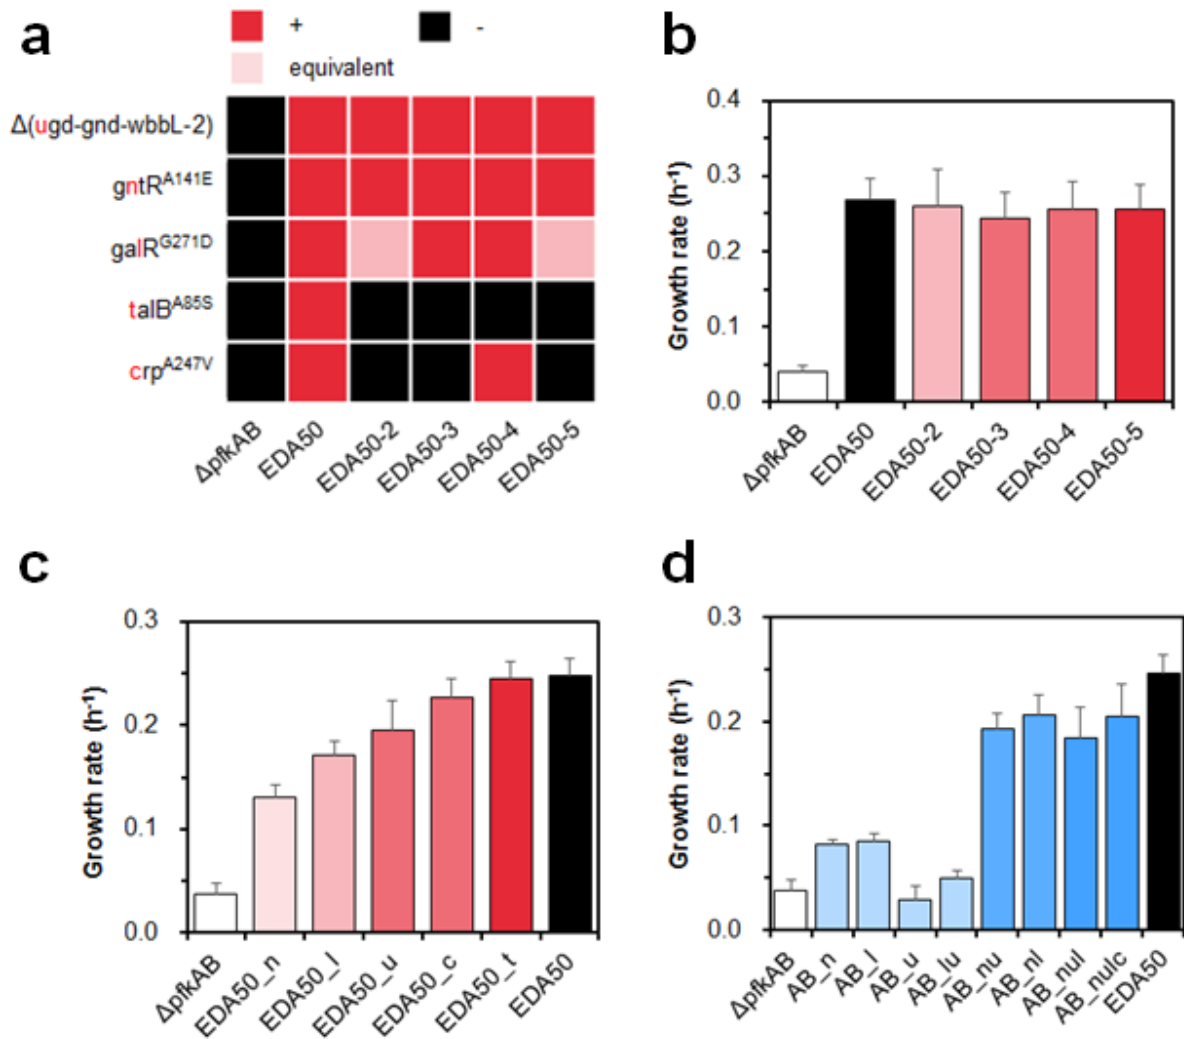 a
+
-
equivalent
Δ(ugd-gnd-wbbL-2)
gntR^A141E
galR^G271D
talB^A85S
crp^A247V
ΔpfkAB
EDA50
EDA50-2
EDA50-3
EDA50-4
EDA50-5
b
Growth rate (h⁻¹)
0.4
0.3
0.2
0.1
0.0
ΔpfkAB
EDA50
EDA50-2
EDA50-3
EDA50-4
EDA50-5
c
Growth rate (h⁻¹)
0.3
0.2
0.1
0.0
ΔpfkAB
EDA50_n
EDA50_l
EDA50_u
EDA50_c
EDA50_t
EDA50
d
Growth rate (h⁻¹)
0.3
0.2
0.1
0.0
ΔpfkAB
AB_n
AB_l
AB_u
AB_lu
AB_nu
AB_nl
AB_nul
AB_nulc
EDA50